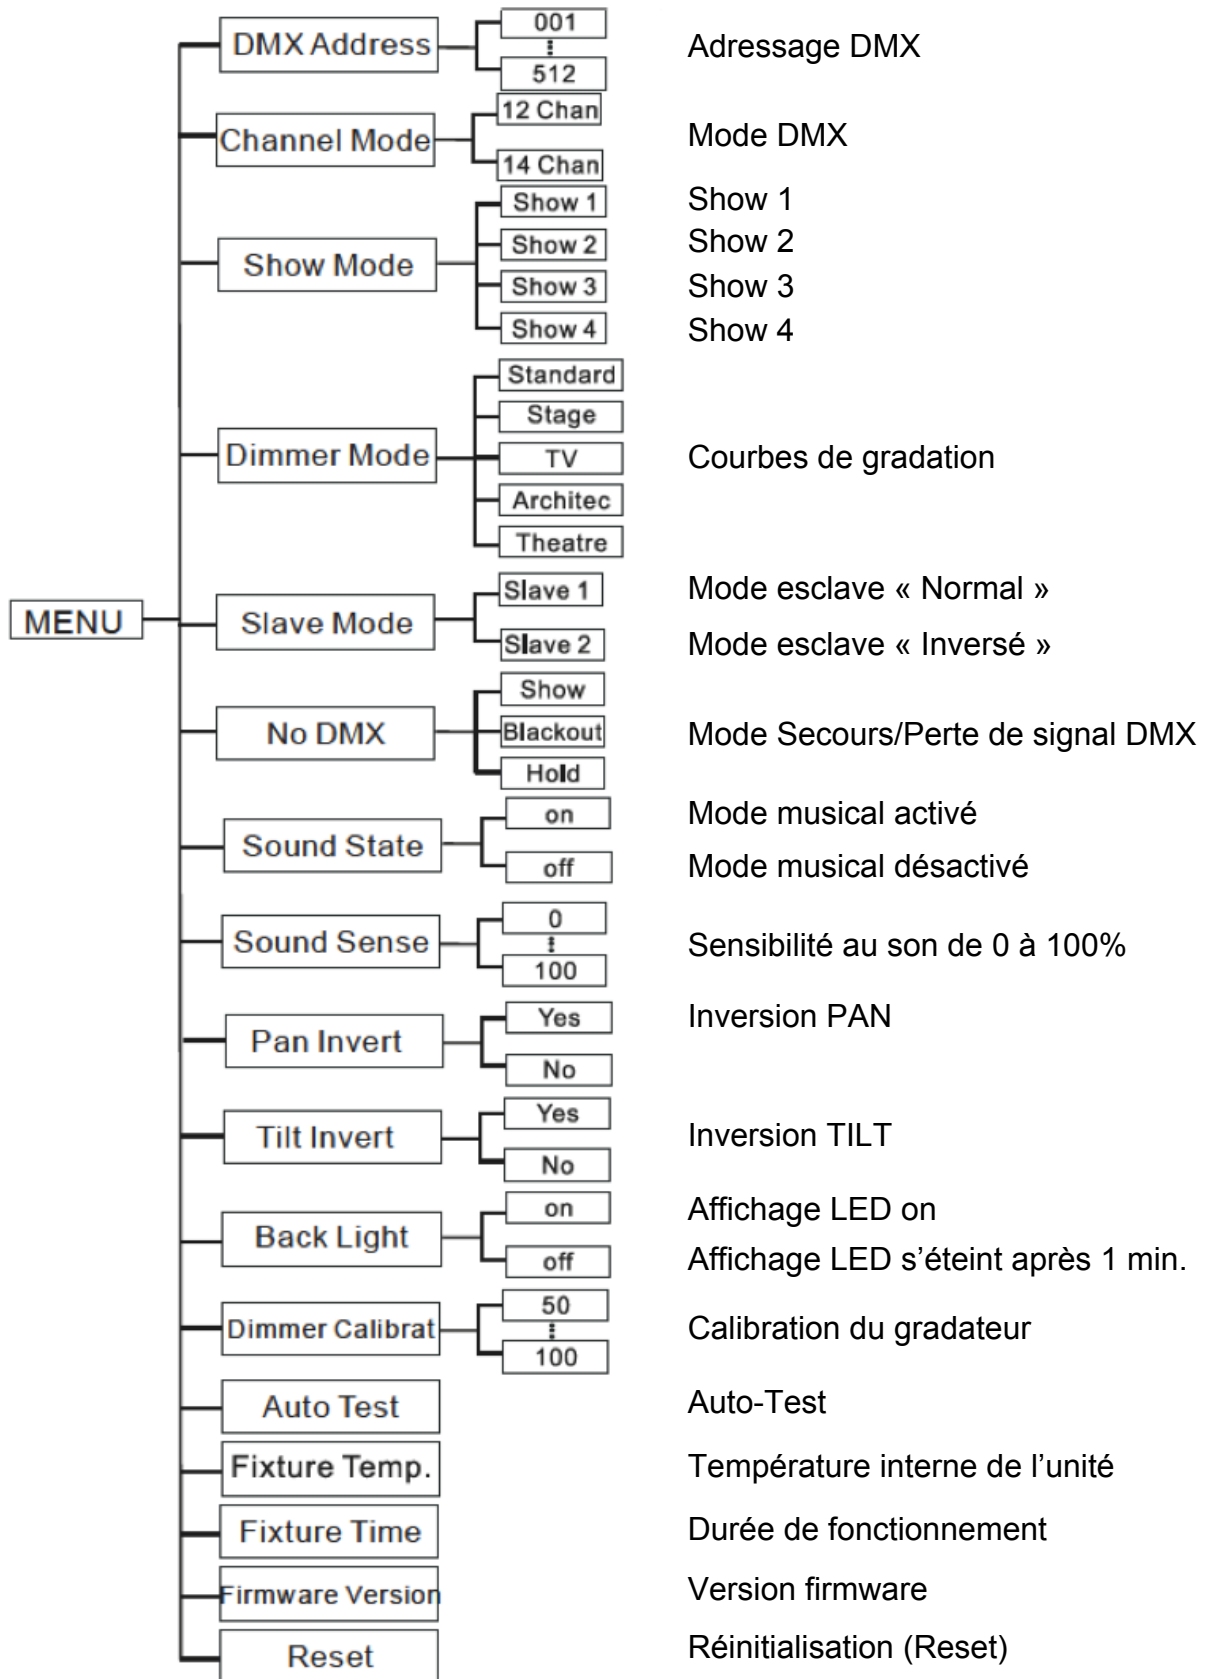 DMX Address
001
512
Adressage DMX
Channel Mode
12 Chan
14 Chan
Mode DMX
Show Mode
Show 1
Show 2
Show 3
Show 4
Show 1
Show 2
Show 3
Show 4
Dimmer Mode
Standard
Stage
TV
Architec
Theatre
Courbes de gradation
MENU
Slave Mode
Slave 1
Mode esclave « Normal »
Slave 2
Mode esclave « Inversé »
No DMX
Show
Blackout
Hold
Mode Secours/Perte de signal DMX
Sound State
on
Mode musical activé
off
Mode musical désactivé
Sound Sense
0
100
Sensibilité au son de 0 à 100%
Pan Invert
Yes
No
Inversion PAN
Tilt Invert
Yes
No
Inversion TILT
Back Light
on
Affichage LED on
off
Affichage LED s’éteint après 1 min.
Dimmer Calibrat
50
100
Calibration du gradateur
Auto Test
Auto-Test
Fixture Temp.
Température interne de l’unité
Fixture Time
Durée de fonctionnement
Firmware Version
Version firmware
Reset
Réinitialisation (Reset)